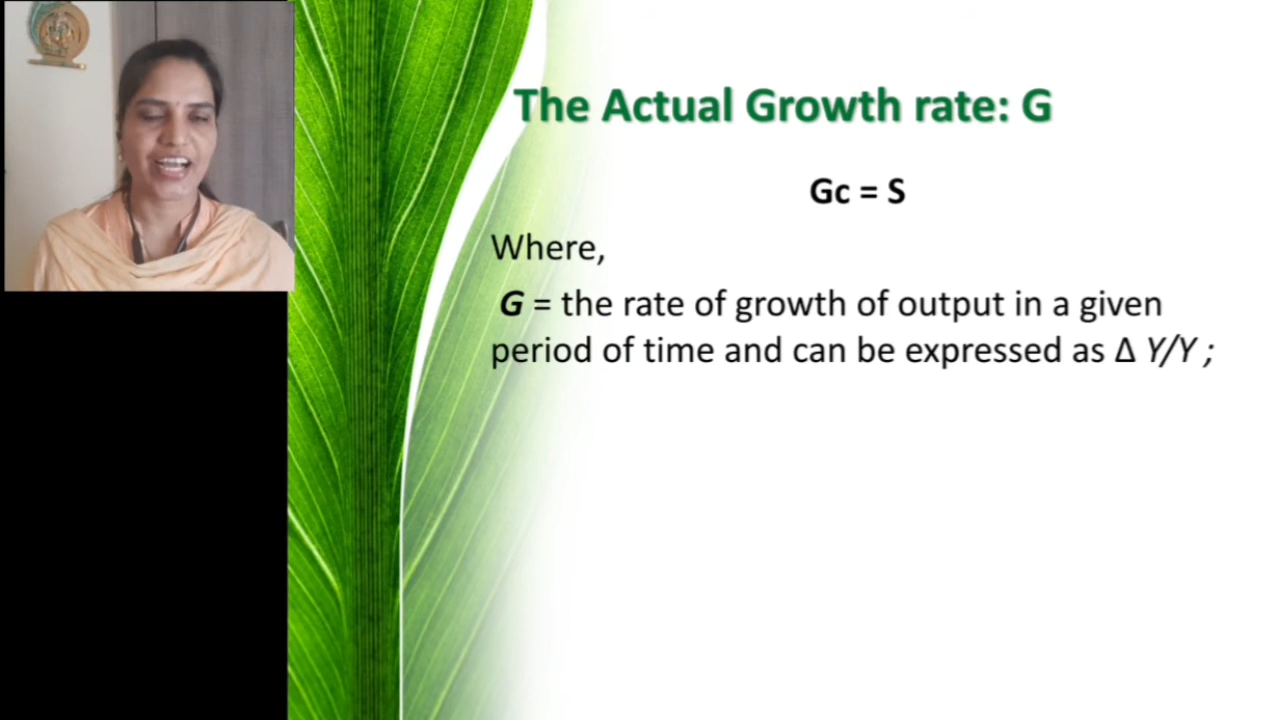 The Actual Growth rate: G
Gc = S
Where,
G = the rate of growth of output in a given
period of time and can be expressed as Δ Y/Y ;